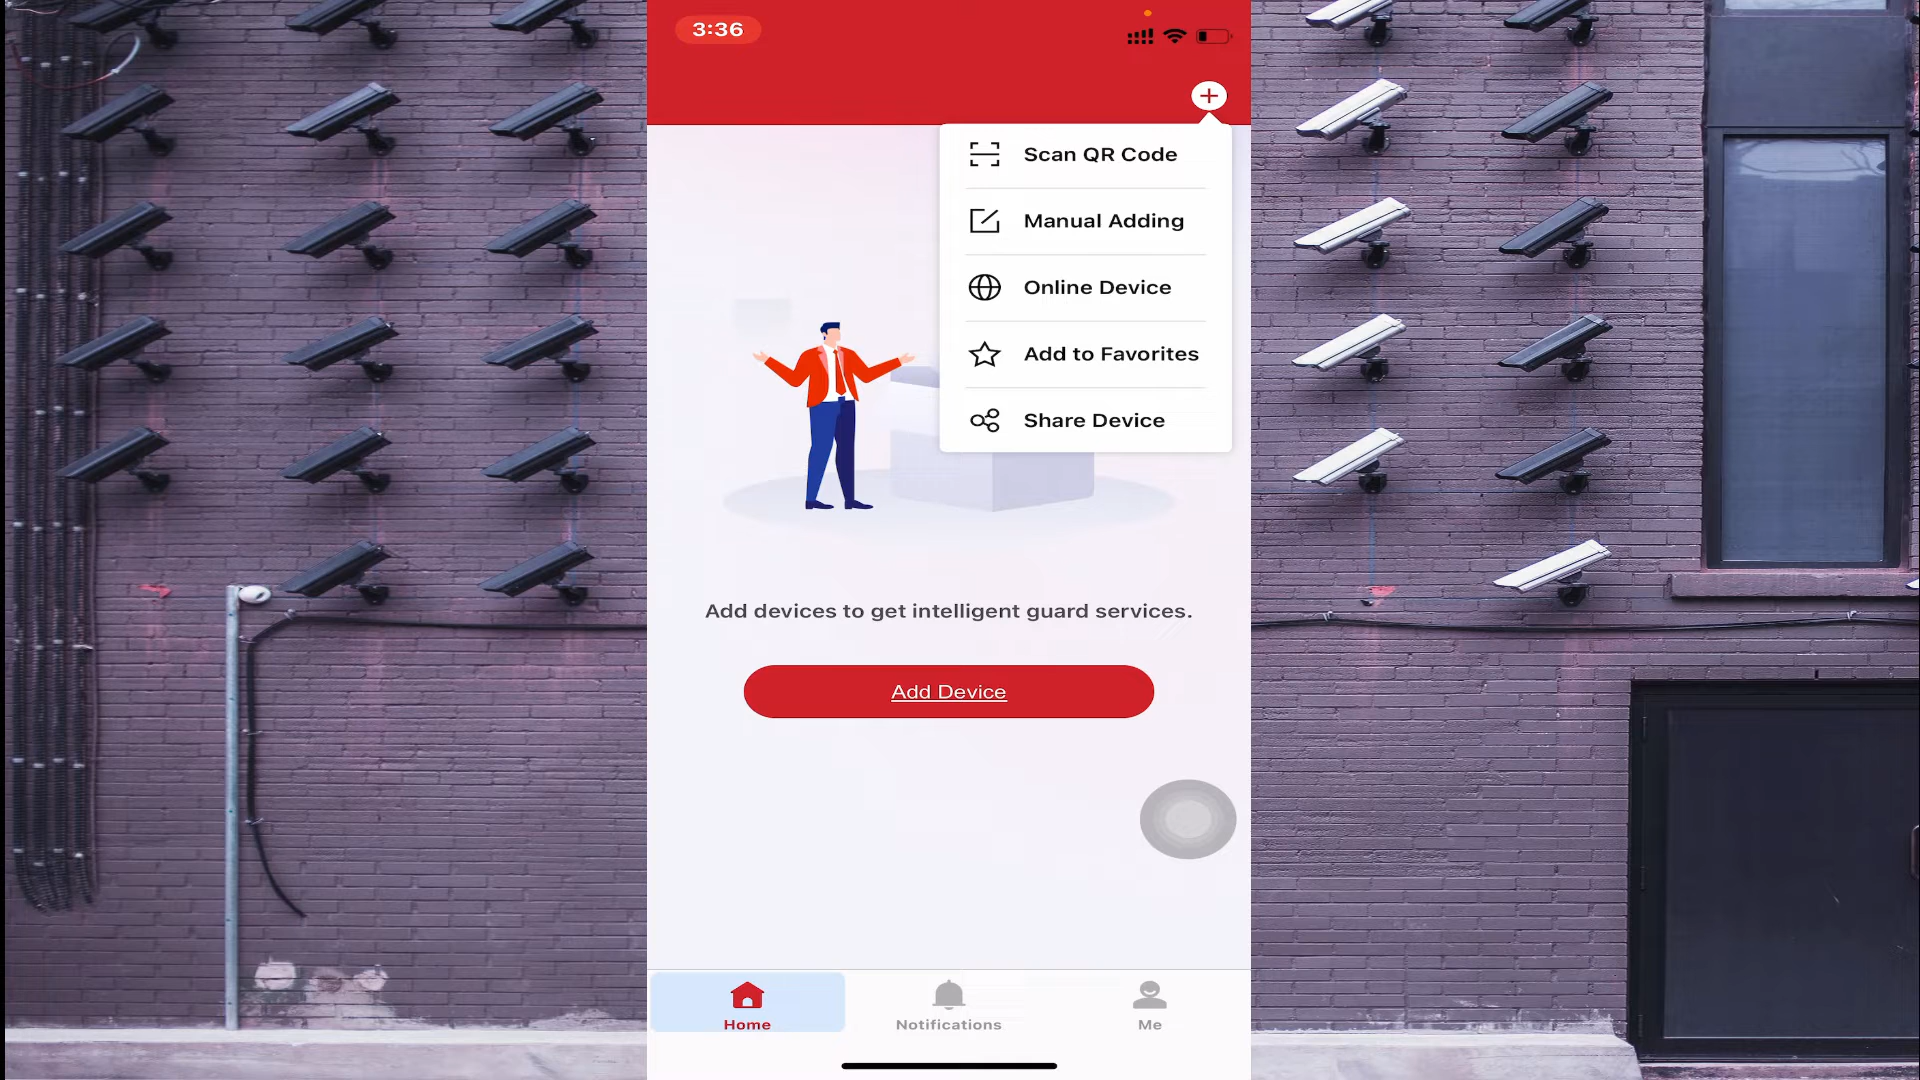 3:36
Scan QR Code
Manual Adding
Online Device
Add to Favorites
Share Device
Add devices to get intelligent guard services.
Add Device
Home
Notifications
Me